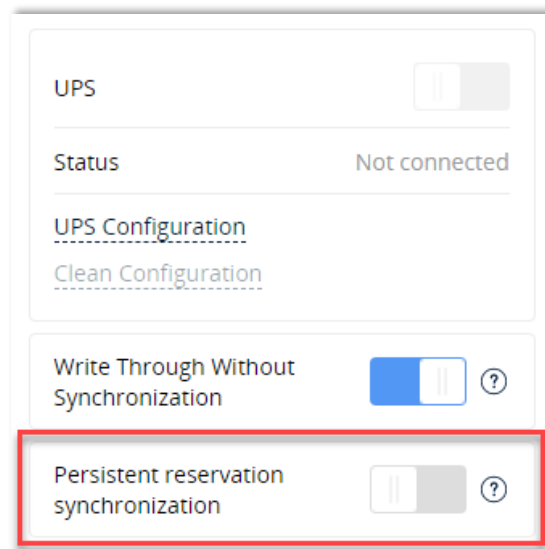 UPS
Status Not connected
UPS Configuration
Clean Configuration
Write Through Without
Synchronization
?
Persistent reservation
synchronization
?